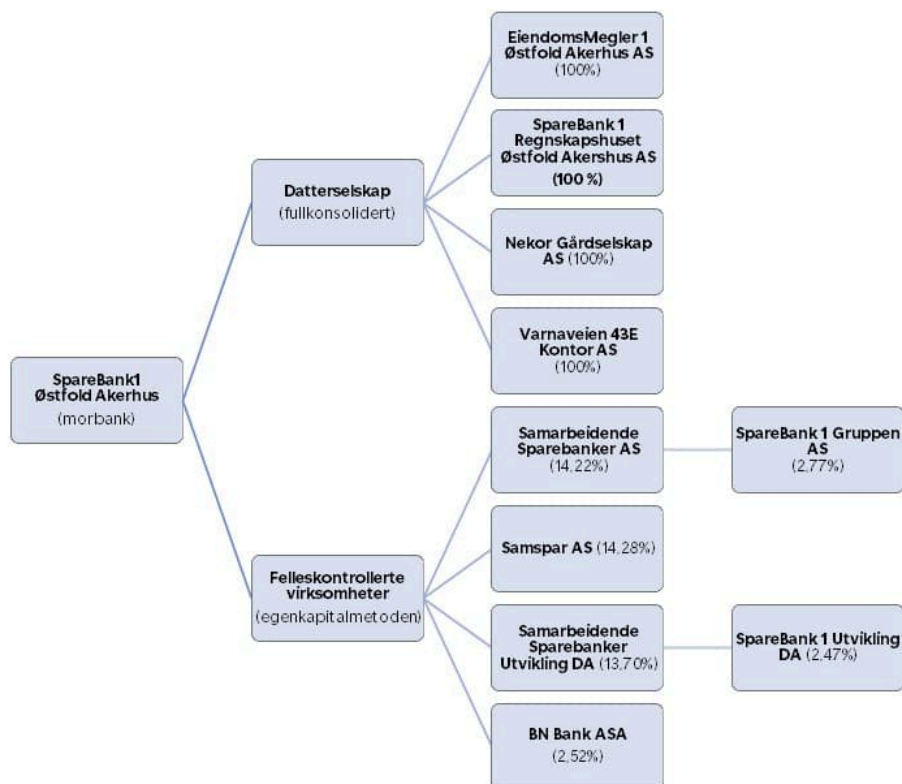 EiendomsMegler 1
Østfold Akerhus AS
(100%)
SpareBank 1
Regnskapshuset
Østfold Akershus AS
(100 %)
Datterselskap
(fullkonsolidert)
Nekor Gårdselskap
AS (100%)
Varnaveien 43E
Kontor AS
(100%)
SpareBank1
Østfold Akerhus
(morbank)
Samarbeidende
Sparebanker AS
(14,22%)
SpareBank 1 Gruppen
AS
(2,77%)
Samspar AS (14,28%)
Felleskontrollerte
virksomheter
(egenkapitalmetoden)
Samarbeidende
Sparebanker
Utvikling DA (13,70%)
SpareBank 1 Utvikling
DA (2,47%)
BN Bank ASA
(2,52%)